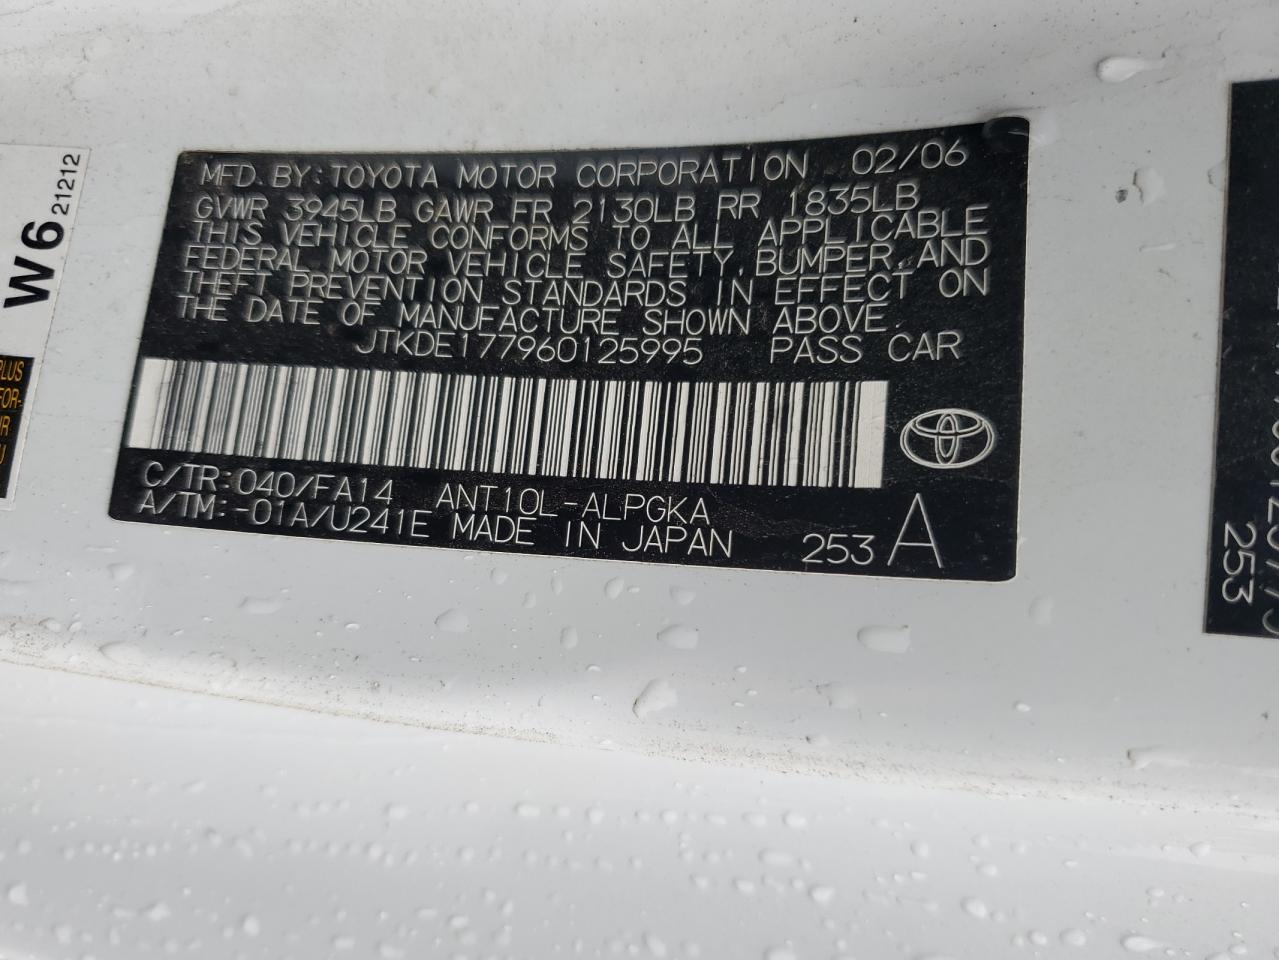 MFD. BY: TOYOTA MOTOR CORPORATION 02/06
GVWR 3945LB GAWR FR 2130LB RR 1835LB
THIS VEHICLE CONFORMS TO ALL APPLICABLE
FEDERAL MOTOR VEHICLE SAFETY, BUMPER, AND
THEFT PREVENTION STANDARDS IN EFFECT ON
THE DATE OF MANUFACTURE SHOWN ABOVE.
JTKDE177960125995 PASS CAR
C/TR: 040/FA14 ANT10L-ALPGKA
A/TM: -01A/U241E MADE IN JAPAN 253 A
W6
21212
PLUS
FOR-
253